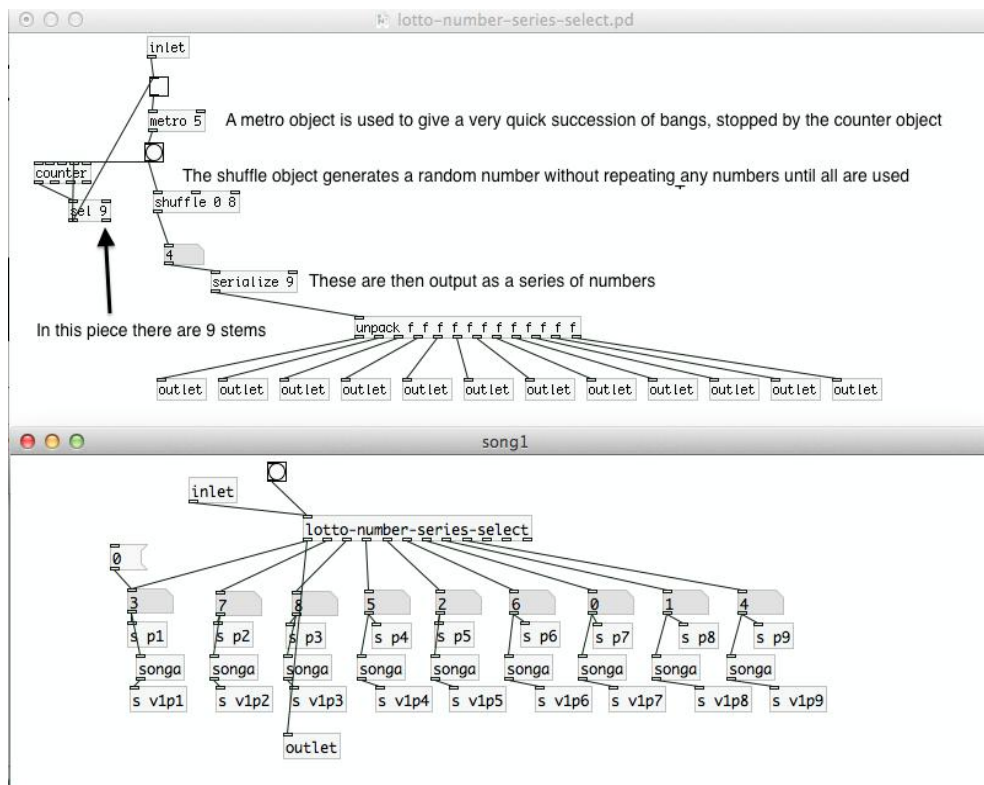 lotto-number-series-select.pd
inlet
metro 5 A metro object is used to give a very quick succession of bangs, stopped by the counter object
counter The shuffle object generates a random number without repeating any numbers until all are used
sel 9 shuffle 0 8
4
serialize 9 These are then output as a series of numbers
In this piece there are 9 stems
unpack f f f f f f f f f f f f
outlet outlet outlet outlet outlet outlet outlet outlet outlet outlet outlet outlet
song1
inlet
lotto-number-series-select
0
3 7 8 5 2 6 0 1 4
s p1 s p2 s p3 s p4 s p5 s p6 s p7 s p8 s p9
songa songa songa songa songa songa songa songa songa
s v1p1 s v1p2 s v1p3 s v1p4 s v1p5 s v1p6 s v1p7 s v1p8 s v1p9
outlet